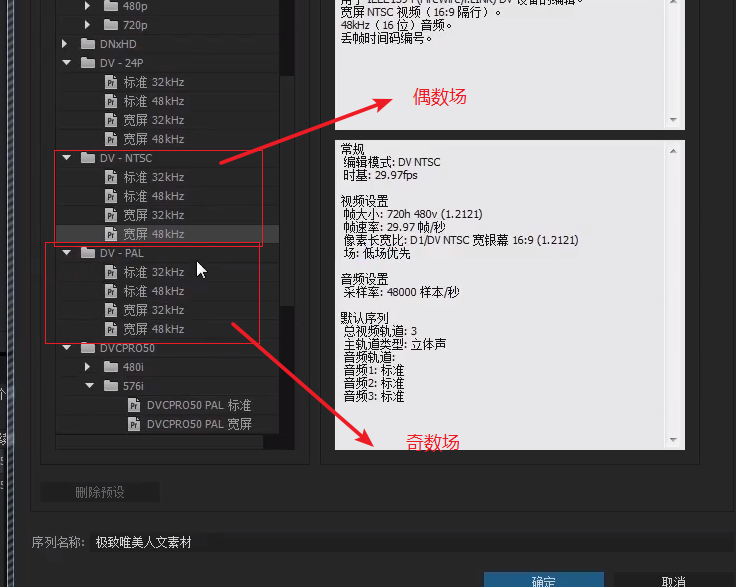 480p
720p
DNxHD
DV - 24P
标准 32kHz
标准 48kHz
宽屏 32kHz
宽屏 48kHz
DV - NTSC
标准 32kHz
标准 48kHz
宽屏 32kHz
宽屏 48kHz
DV - PAL
标准 32kHz
标准 48kHz
宽屏 32kHz
宽屏 48kHz
DVCPRO50
480i
576i
DVCPRO50 PAL 标准
DVCPRO50 PAL 宽屏
宽屏 NTSC 视频（16:9 隔行）。
48kHz（16 位）音频。
丢帧时间码编号。
偶数场
常规
编辑模式: DV NTSC
时基: 29.97fps
视频设置
帧大小: 720h 480v (1.2121)
帧速率: 29.97 帧/秒
像素长宽比: D1/DV NTSC 宽银幕 16:9 (1.2121)
场: 低场优先
音频设置
采样率: 48000 样本/秒
默认序列
总视频轨道: 3
主轨道类型: 立体声
音频轨道:
音频1: 标准
音频2: 标准
音频3: 标准
奇数场
删除预设
序列名称: 极致唯美人文素材
确定
取消